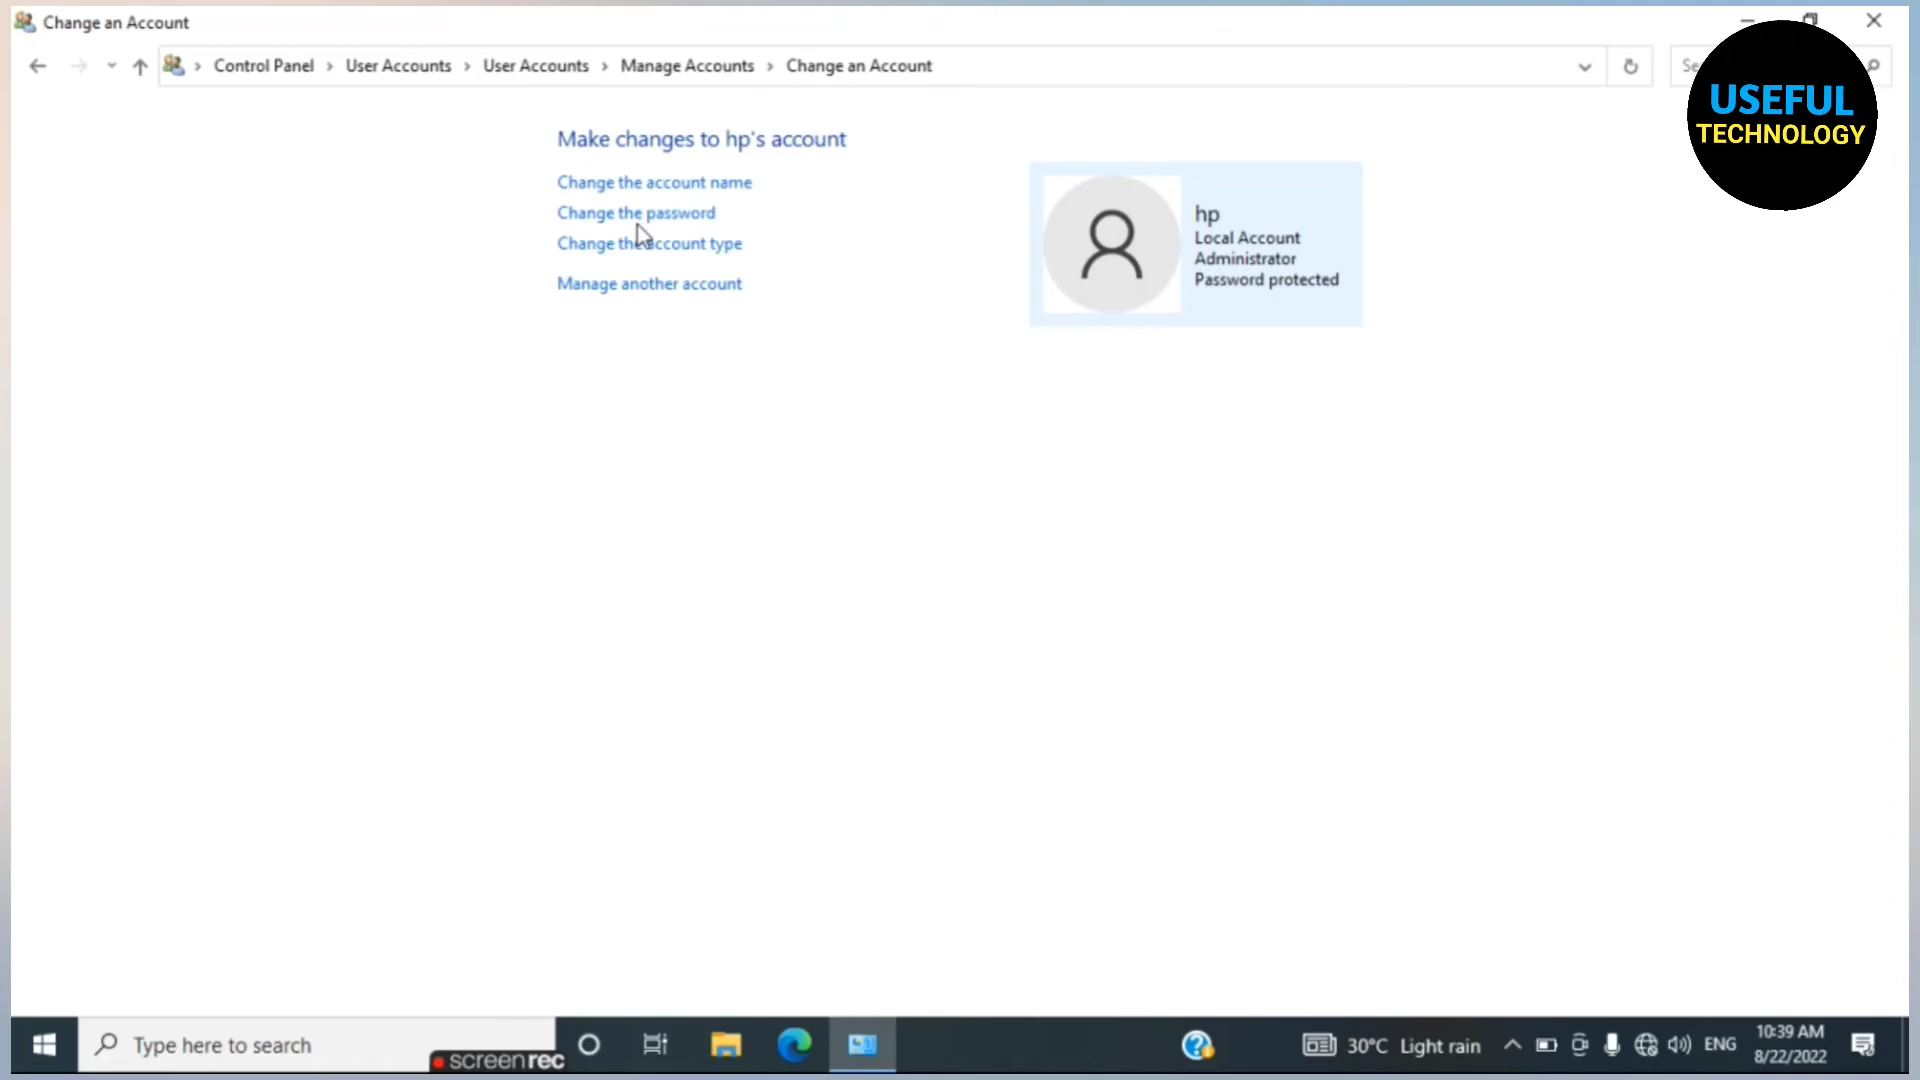 Change an Account
Control Panel > User Accounts > User Accounts > Manage Accounts > Change an Account
USEFUL
TECHNOLOGY
Make changes to hp's account
Change the account name
Change the password
Change the account type
Manage another account
hp
Local Account
Administrator
Password protected
Type here to search
screenrec
30°C Light rain
ENG
10:39 AM
8/22/2022